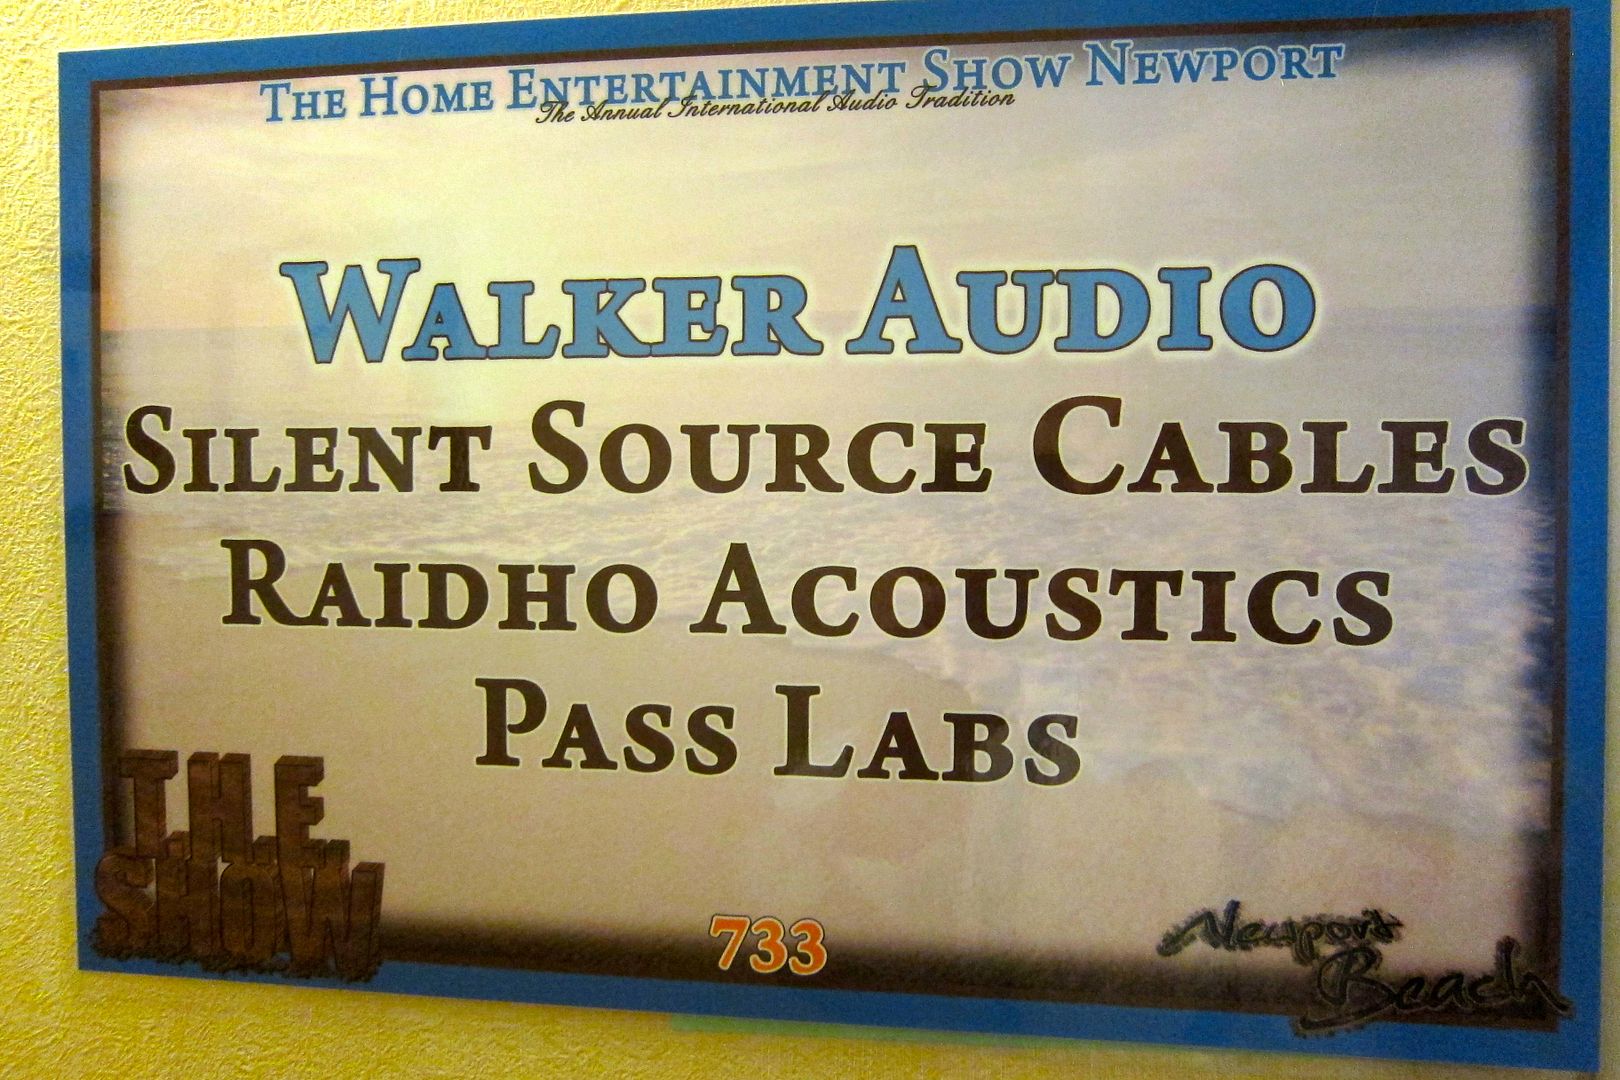 The Home Entertainment Show Newport
The Annual International Audio Tradition
Walker Audio
Silent Source Cables
Raidho Acoustics
Pass Labs
THE
SHOW
733
Newport
Beach